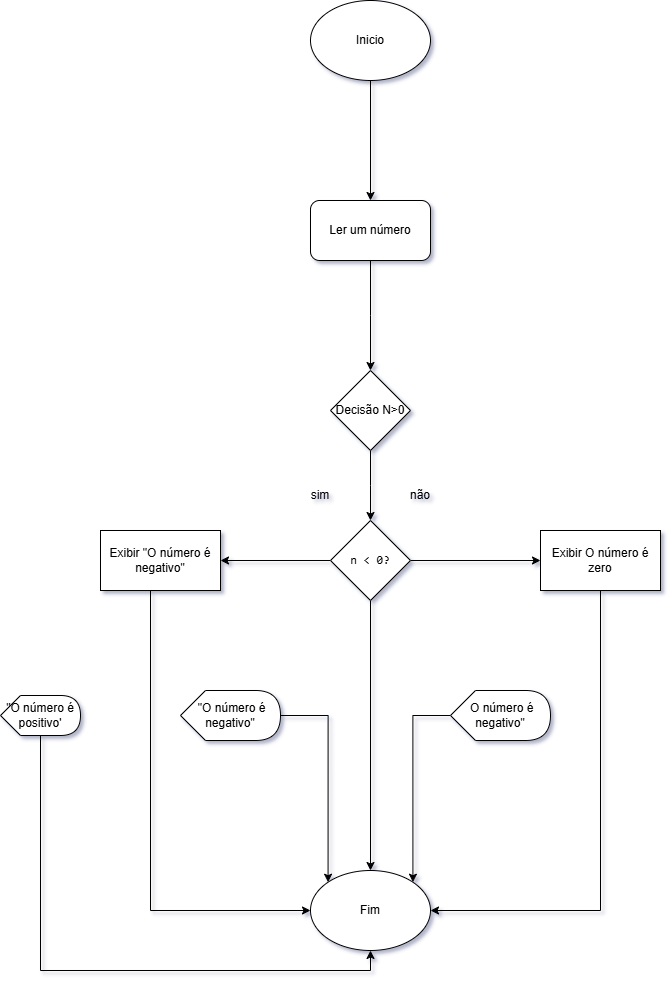 Inicio
Ler um número
Decisão N>0
sim
não
Exibir "O número é
negativo"
n < 0?
Exibir O número é
zero
"O número é
positivo'
"O número é
negativo"
O número é
negativo"
Fim